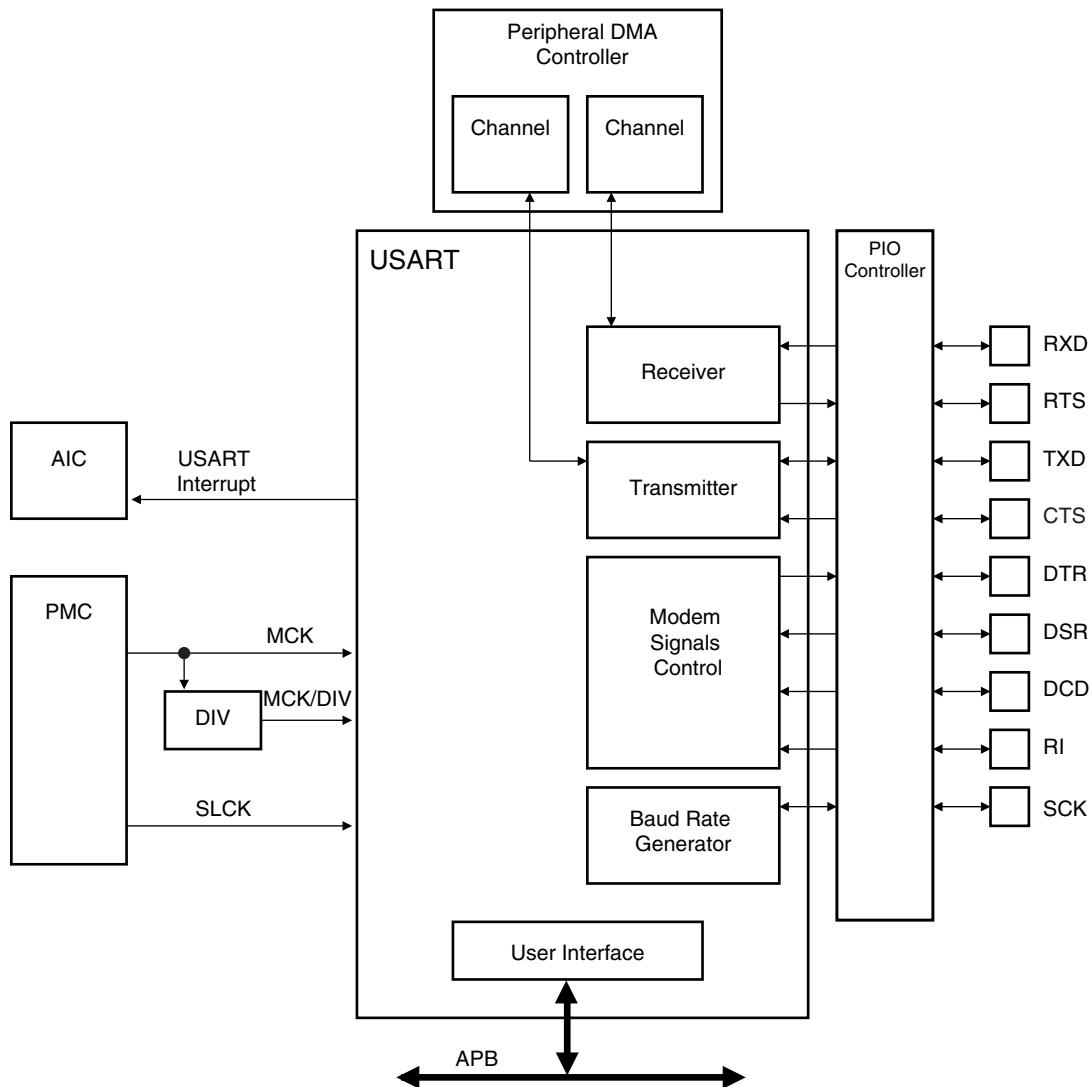 Peripheral DMA
Controller
Channel
Channel
USART
PIO
Controller
Receiver
RXD
RTS
AIC
USART
Interrupt
Transmitter
TXD
CTS
PMC
MCK
DIV
MCK/DIV
SLCK
Modem
Signals
Control
DTR
DSR
DCD
RI
Baud Rate
Generator
SCK
User Interface
APB